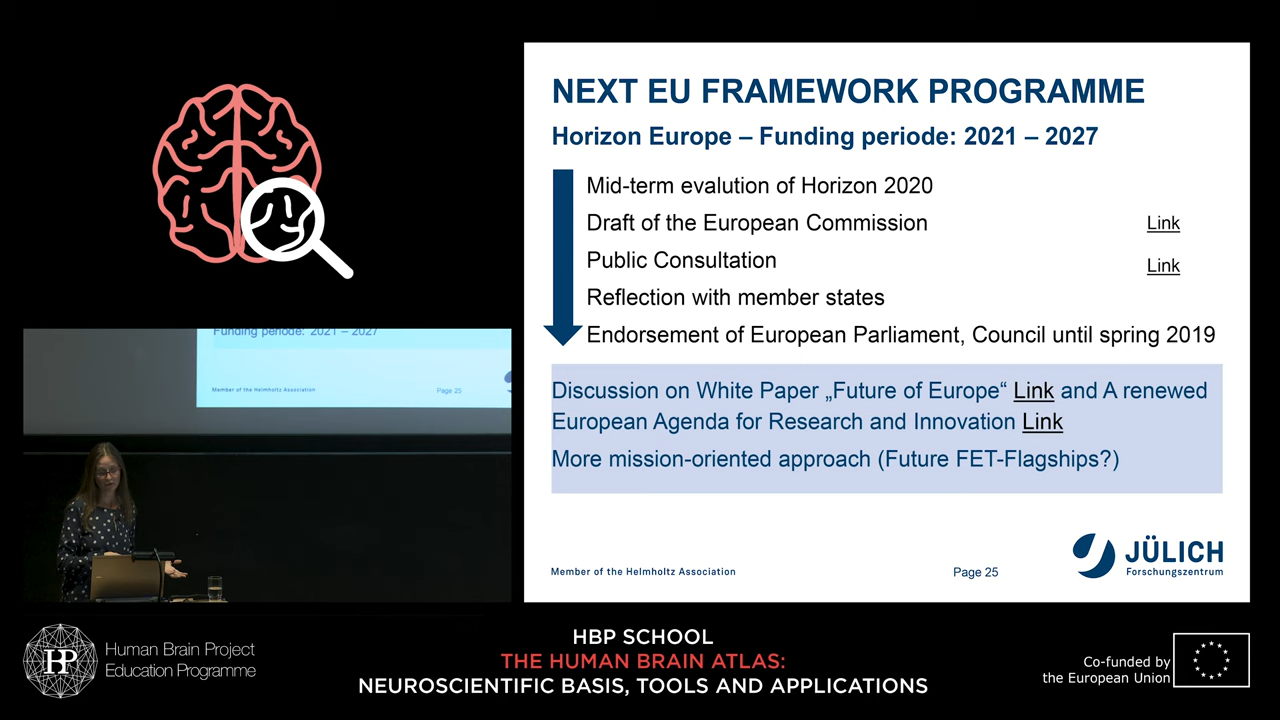 NEXT EU FRAMEWORK PROGRAMME
Horizon Europe – Funding periode: 2021 – 2027
Mid-term evalution of Horizon 2020
Draft of the European Commission Link
Public Consultation Link
Reflection with member states
Endorsement of European Parliament, Council until spring 2019
Discussion on White Paper „Future of Europe“ Link and A renewed
European Agenda for Research and Innovation Link
More mission-oriented approach (Future FET-Flagships?)
Member of the Helmholtz Association
Page 25
JÜLICH
Forschungszentrum
Funding periode: 2021 – 2027
Member of the Helmholtz Association
Page 25
HBP
Human Brain Project
Education Programme
HBP SCHOOL
THE HUMAN BRAIN ATLAS:
NEUROSCIENTIFIC BASIS, TOOLS AND APPLICATIONS
Co-funded by
the European Union